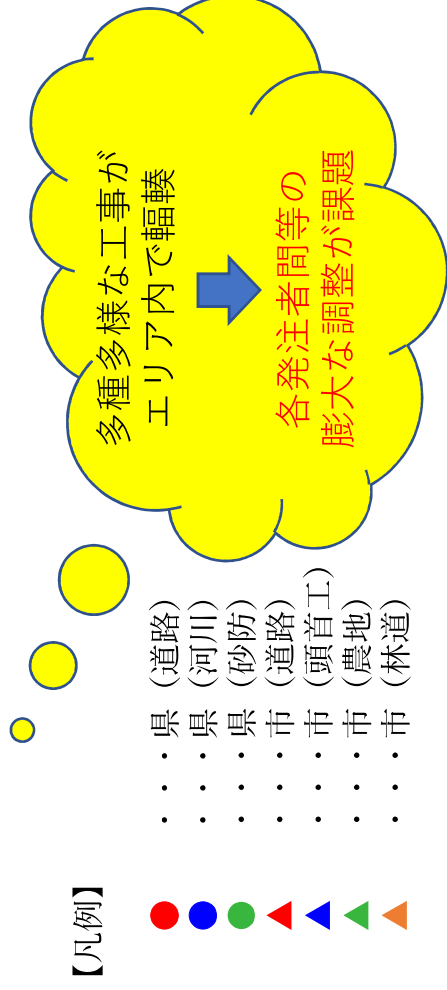 多種多様な工事が
エリア内で輻輳
各発注者間等の
膨大な調整が課題
【凡例】
・・・県（道路）
・・・県（河川）
・・・県（砂防）
・・・市（道路）
・・・市（頭首工）
・・・市（農地）
・・・市（林道）